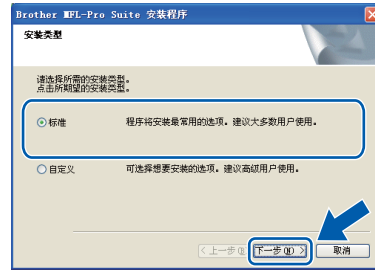 Brother MFL-Pro Suite 安装程序
安装类型
请选择所需的安装类型。
点击所期望的安装类型。
标准 程序将安装最常用的选项。建议大多数用户使用。
自定义 可选择想要安装的选项。建议高级用户使用。
< 上一步(B) 下一步(N) > 取消